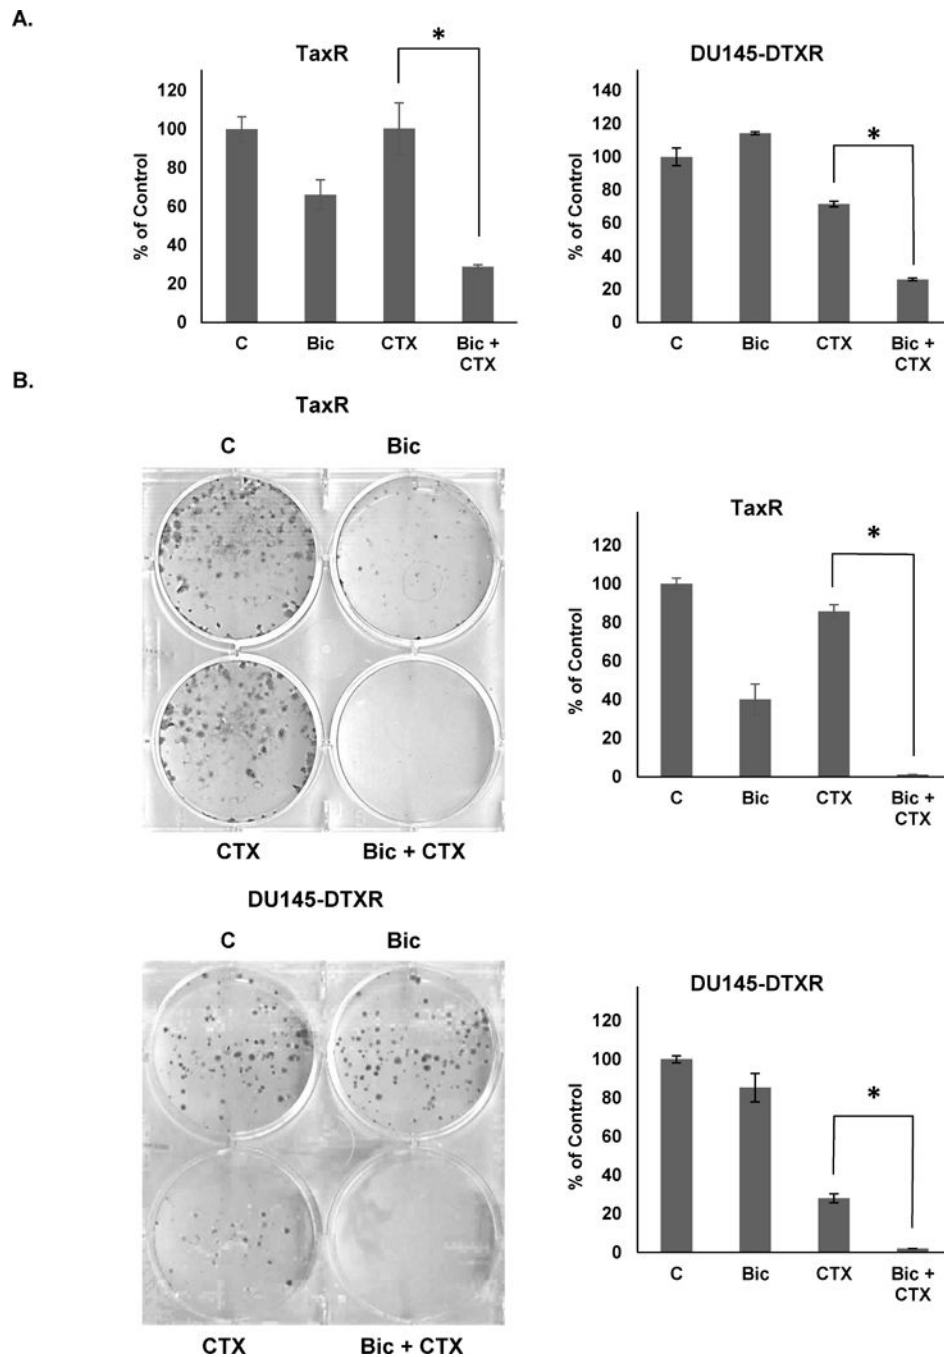 A.
TaxR
*
% of Control
120
100
80
60
40
20
0
C Bic CTX Bic +
CTX
DU145-DTXR
*
% of Control
140
120
100
80
60
40
20
0
C Bic CTX Bic +
CTX
B.
TaxR
C Bic
CTX Bic + CTX
TaxR
*
% of Control
120
100
80
60
40
20
0
C Bic CTX Bic +
CTX
DU145-DTXR
C Bic
CTX Bic + CTX
DU145-DTXR
*
% of Control
120
100
80
60
40
20
0
C Bic CTX Bic +
CTX